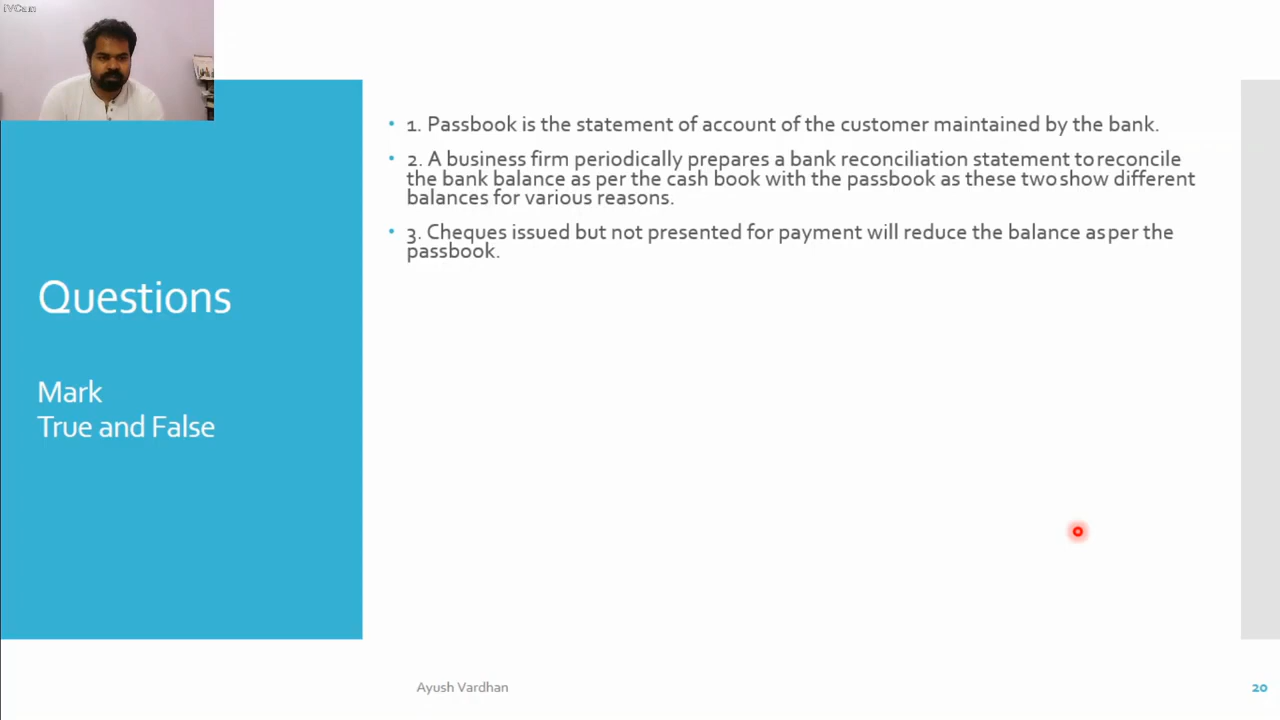 iVCam
• 1. Passbook is the statement of account of the customer maintained by the bank.
• 2. A business firm periodically prepares a bank reconciliation statement to reconcile
the bank balance as per the cash book with the passbook as these two show different
balances for various reasons.
• 3. Cheques issued but not presented for payment will reduce the balance as per the
passbook.
Questions
Mark
True and False
Ayush Vardhan
20